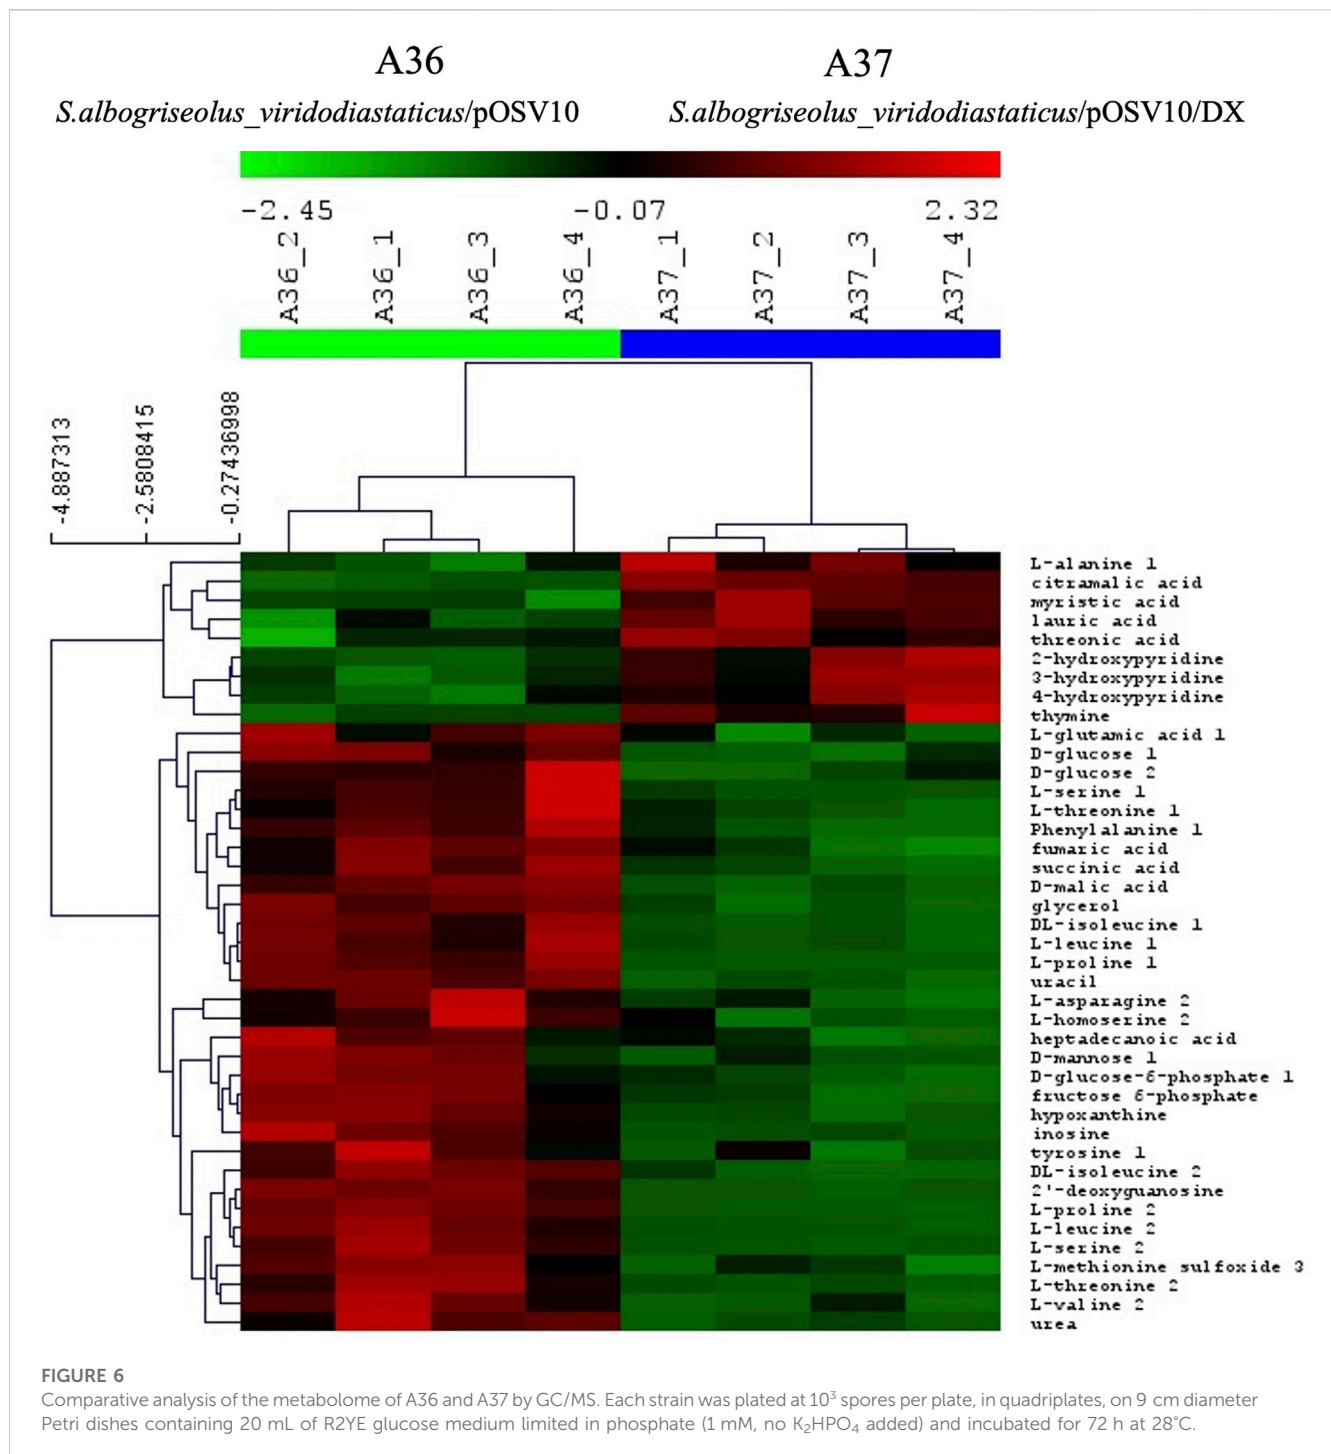 A36
A37
S.albogriseolus_viridodiastaticus/pOSV10
S.albogriseolus_viridodiastaticus/pOSV10/DX
-2.45
-0.07
2.32
A36_2
A36_1
A36_3
A36_4
A37_1
A37_2
A37_3
A37_4
-4.887313
-2.5808415
-0.27436998
L-alanine 1
citramalic acid
myristic acid
lauric acid
threonic acid
2-hydroxypyridine
3-hydroxypyridine
4-hydroxypyridine
thymine
L-glutamic acid 1
D-glucose 1
D-glucose 2
L-serine 1
L-threonine 1
Phenylalanine 1
fumaric acid
succinic acid
D-malic acid
glycerol
DL-isoleucine 1
L-leucine 1
L-proline 1
uracil
L-asparagine 2
L-homoserine 2
heptadecanoic acid
D-mannose 1
D-glucose-6-phosphate 1
fructose 6-phosphate
hypoxanthine
inosine
tyrosine 1
DL-isoleucine 2
2'-deoxyguanosine
L-proline 2
L-leucine 2
L-serine 2
L-methionine sulfoxide 3
L-threonine 2
L-valine 2
urea
FIGURE 6
Comparative analysis of the metabolome of A36 and A37 by GC/MS. Each strain was plated at 10³ spores per plate, in quadriplates, on 9 cm diameter
Petri dishes containing 20 mL of R2YE glucose medium limited in phosphate (1 mM, no K₂HPO₄ added) and incubated for 72 h at 28°C.